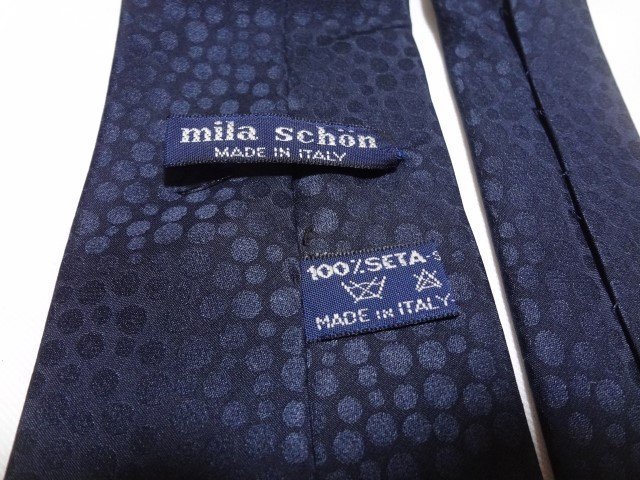 mila schön
MADE IN ITALY
100%SETA-S
MADE IN ITALY-